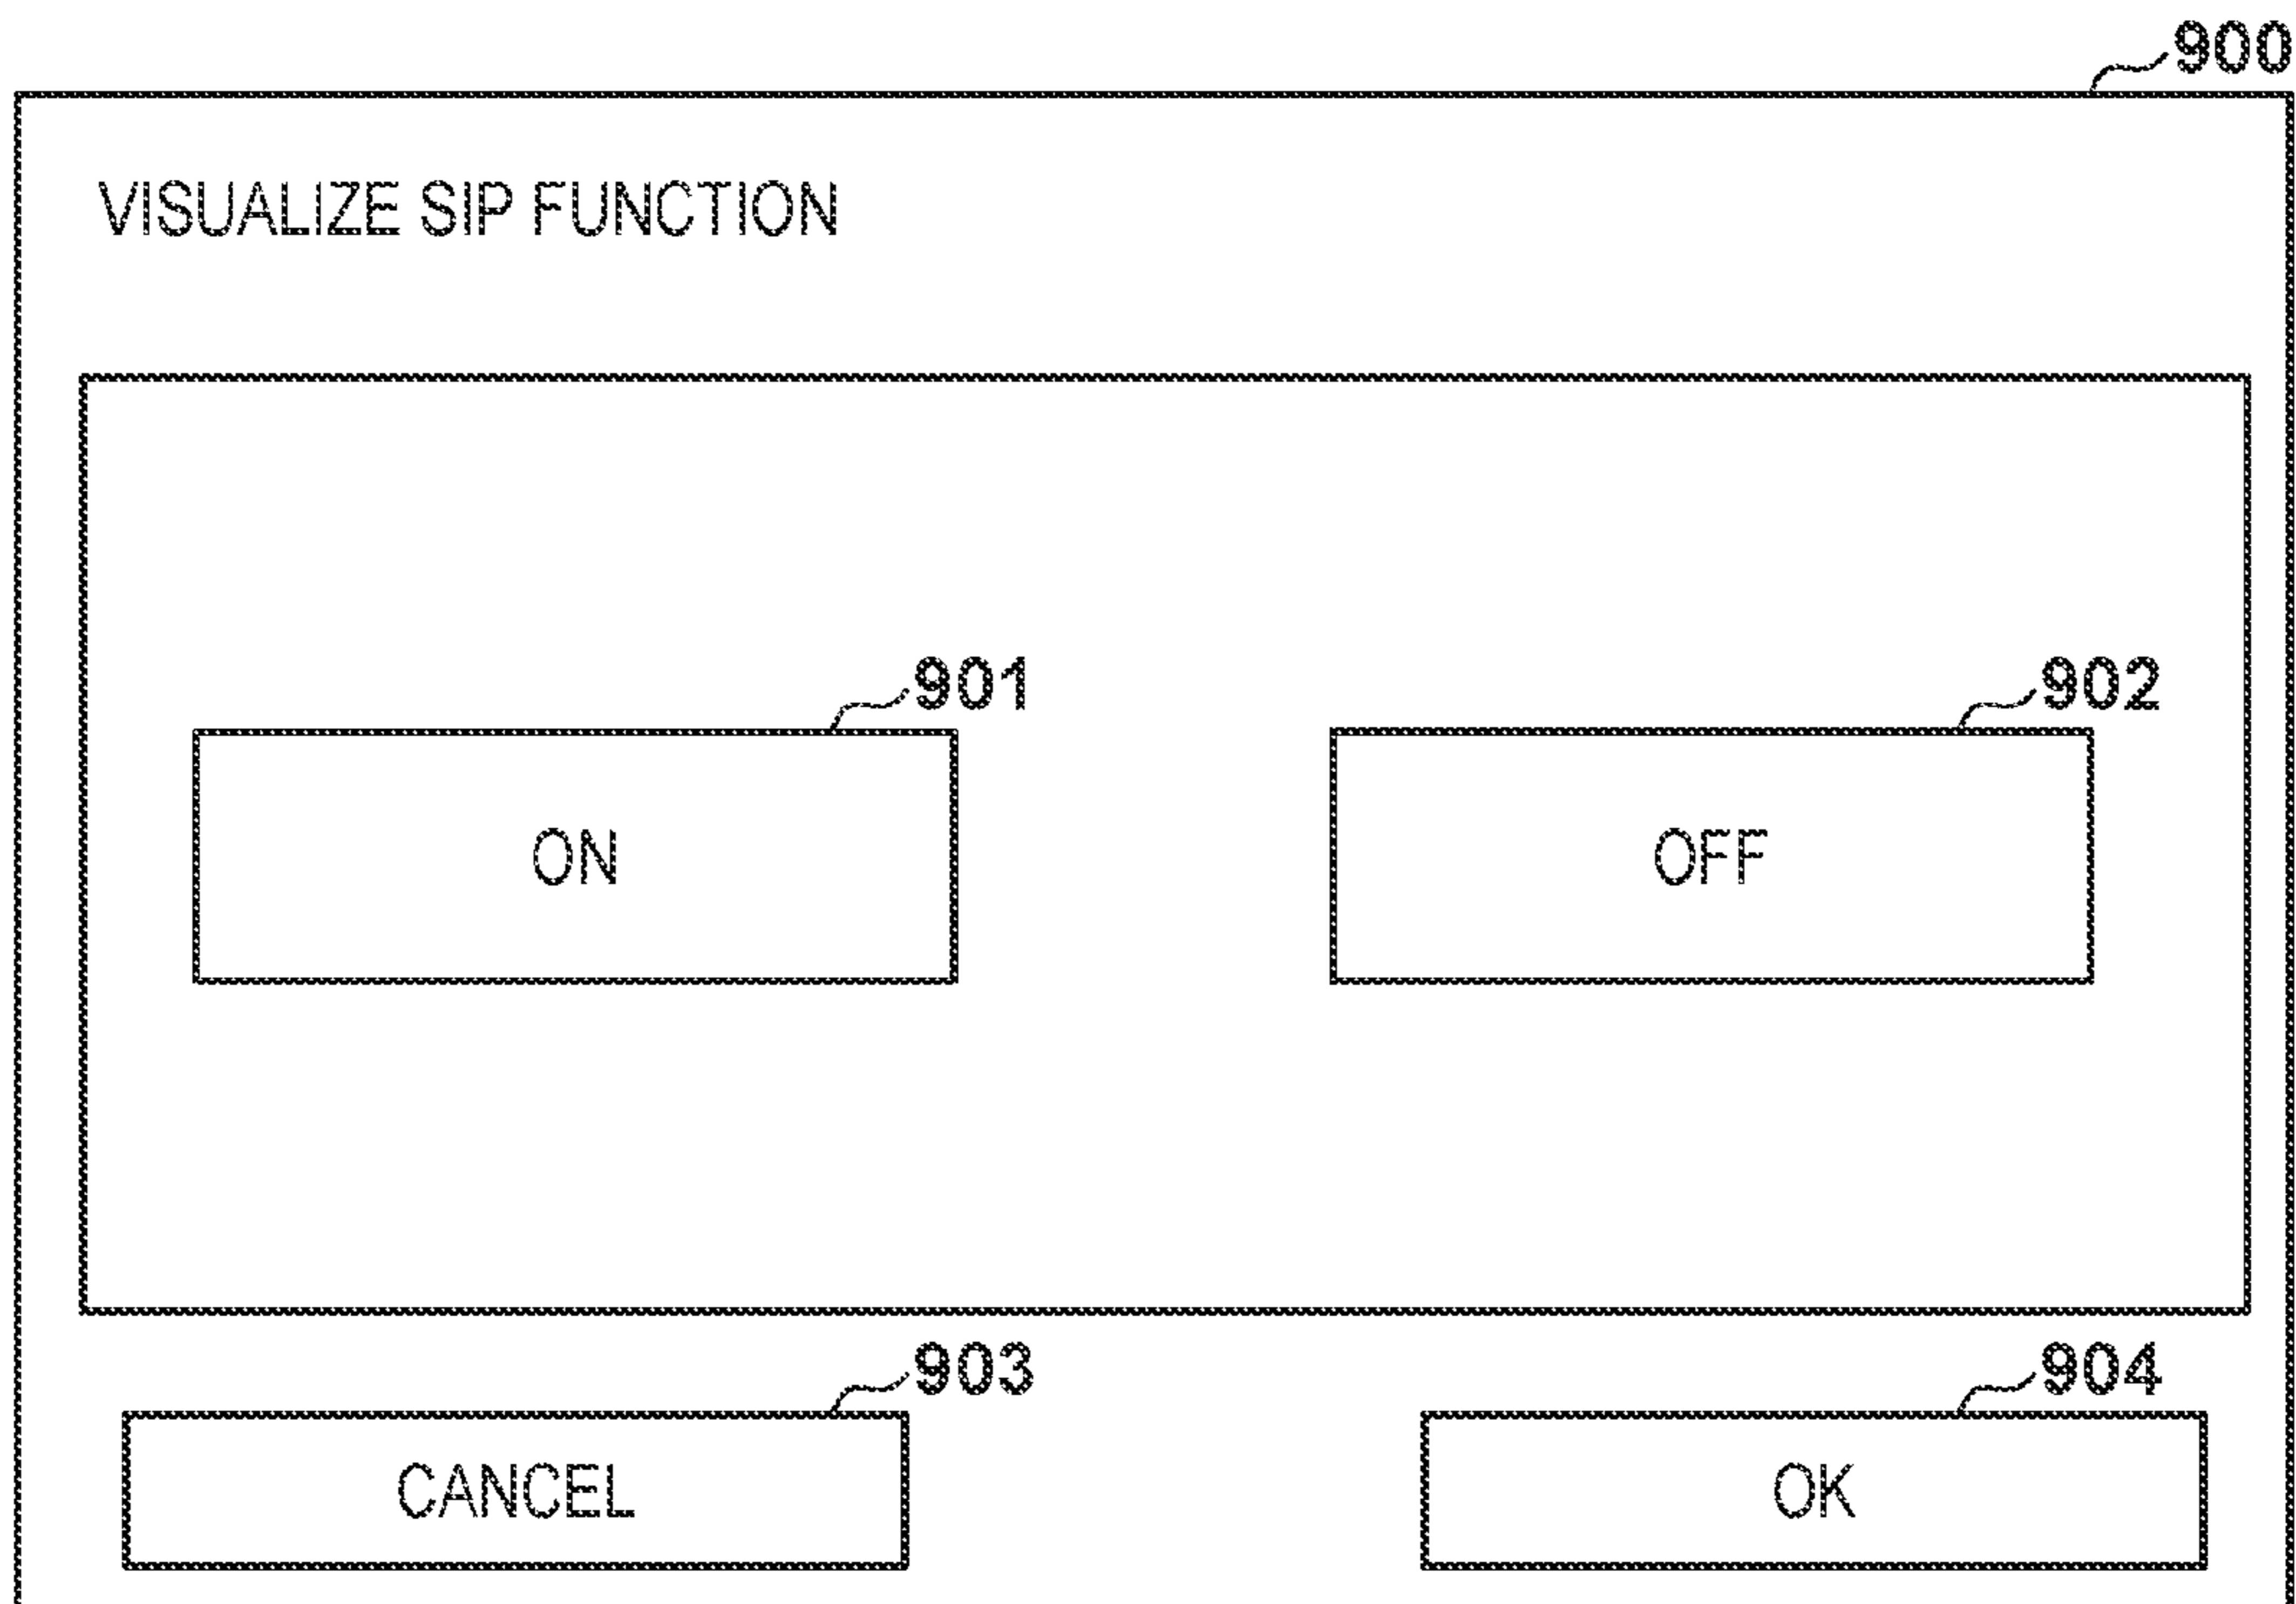 900
VISUALIZE SIP FUNCTION
901
902
ON
OFF
903
904
CANCEL
OK